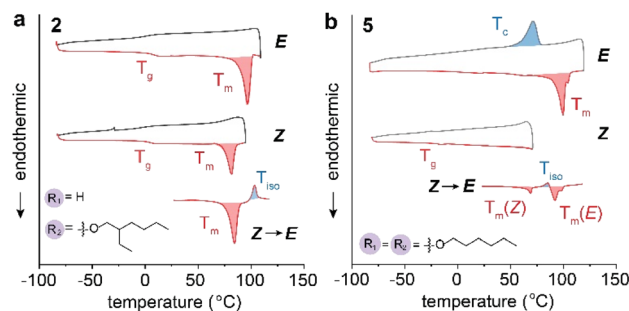 a 2
E
Tg Tm
Z
Tg Tm
Tiso
R1 = H
Tm
R2 = O
Z → E
endothermic
-100 -50 0 50 100 150
temperature (°C)
b 5
Tc
E
Tm
Z
Tg
Z → E Tiso
Tm(Z) Tm(E)
R1 = R2 = O
endothermic
-100 -50 0 50 100 150
temperature (°C)